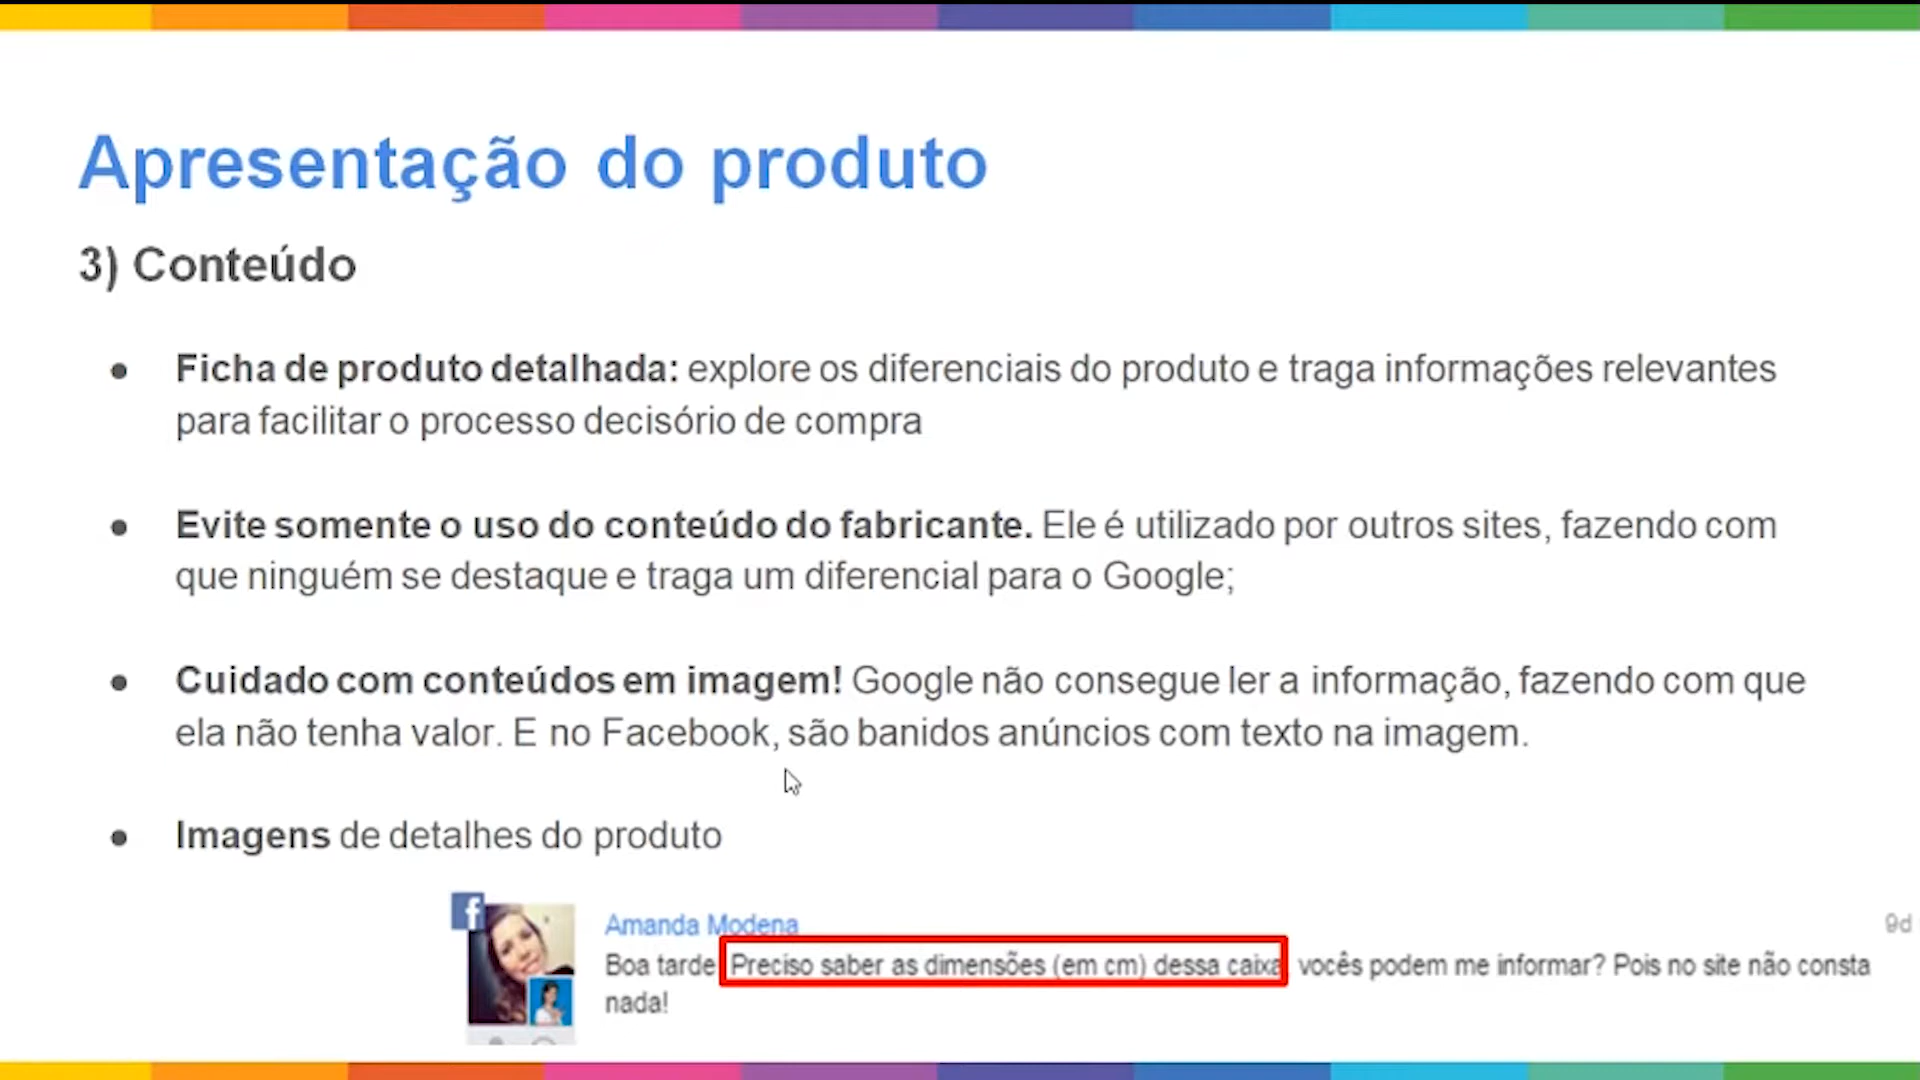 Apresentação do produto
3) Conteúdo
● Ficha de produto detalhada: explore os diferenciais do produto e traga informações relevantes
para facilitar o processo decisório de compra
● Evite somente o uso do conteúdo do fabricante. Ele é utilizado por outros sites, fazendo com
que ninguém se destaque e traga um diferencial para o Google;
● Cuidado com conteúdos em imagem! Google não consegue ler a informação, fazendo com que
ela não tenha valor. E no Facebook, são banidos anúncios com texto na imagem.
● Imagens de detalhes do produto
f
Amanda Modena 9d
Boa tarde Preciso saber as dimensões (em cm) dessa caixa vocês podem me informar? Pois no site não consta
nada!